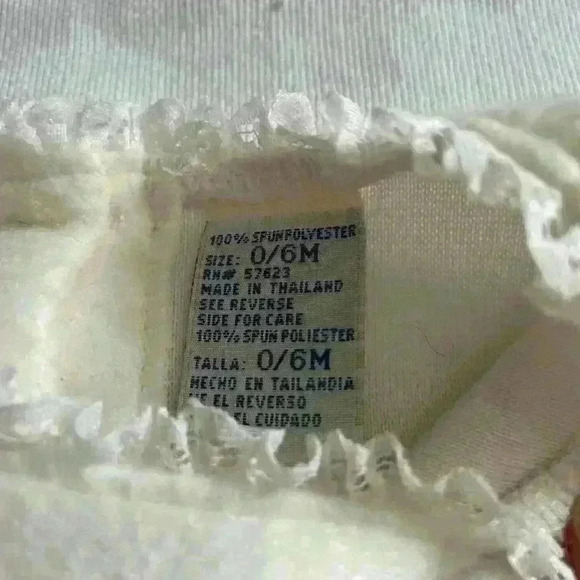 100% SPUNPOLYESTER
SIZE: 0/6M
RN# 57623
MADE IN THAILAND
SEE REVERSE
SIDE FOR CARE
100% SPUN POLIESTER
TALLA: 0/6M
HECHO EN TAILANDIA
EL REVERSO
EL CUIDADO